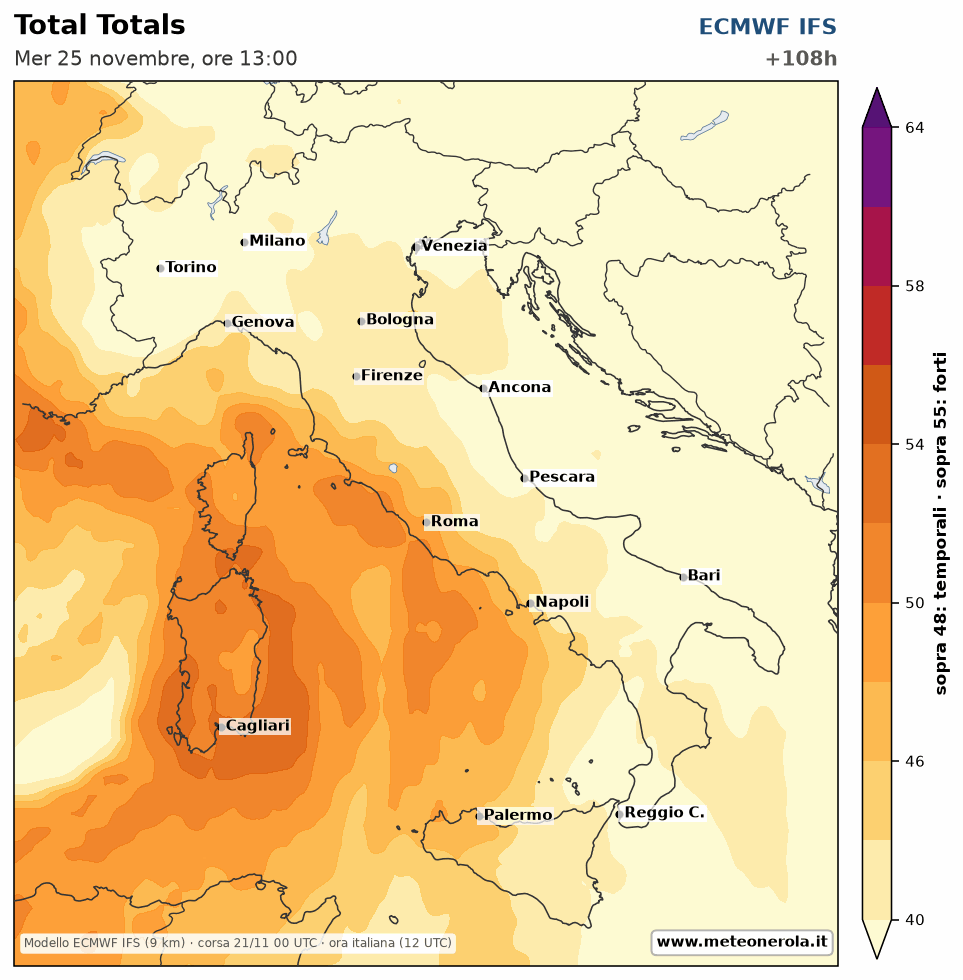 Total Totals
ECMWF IFS
Mer 25 novembre, ore 13:00
+108h
Milano
Venezia
Torino
Genova
Bologna
Firenze
Ancona
Pescara
Roma
Bari
Napoli
Cagliari
Palermo
Reggio C.
64
58
54
50
46
40
sopra 48: temporali · sopra 55: forti
Modello ECMWF IFS (9 km) · corsa 21/11 00 UTC · ora italiana (12 UTC)
www.meteonerola.it